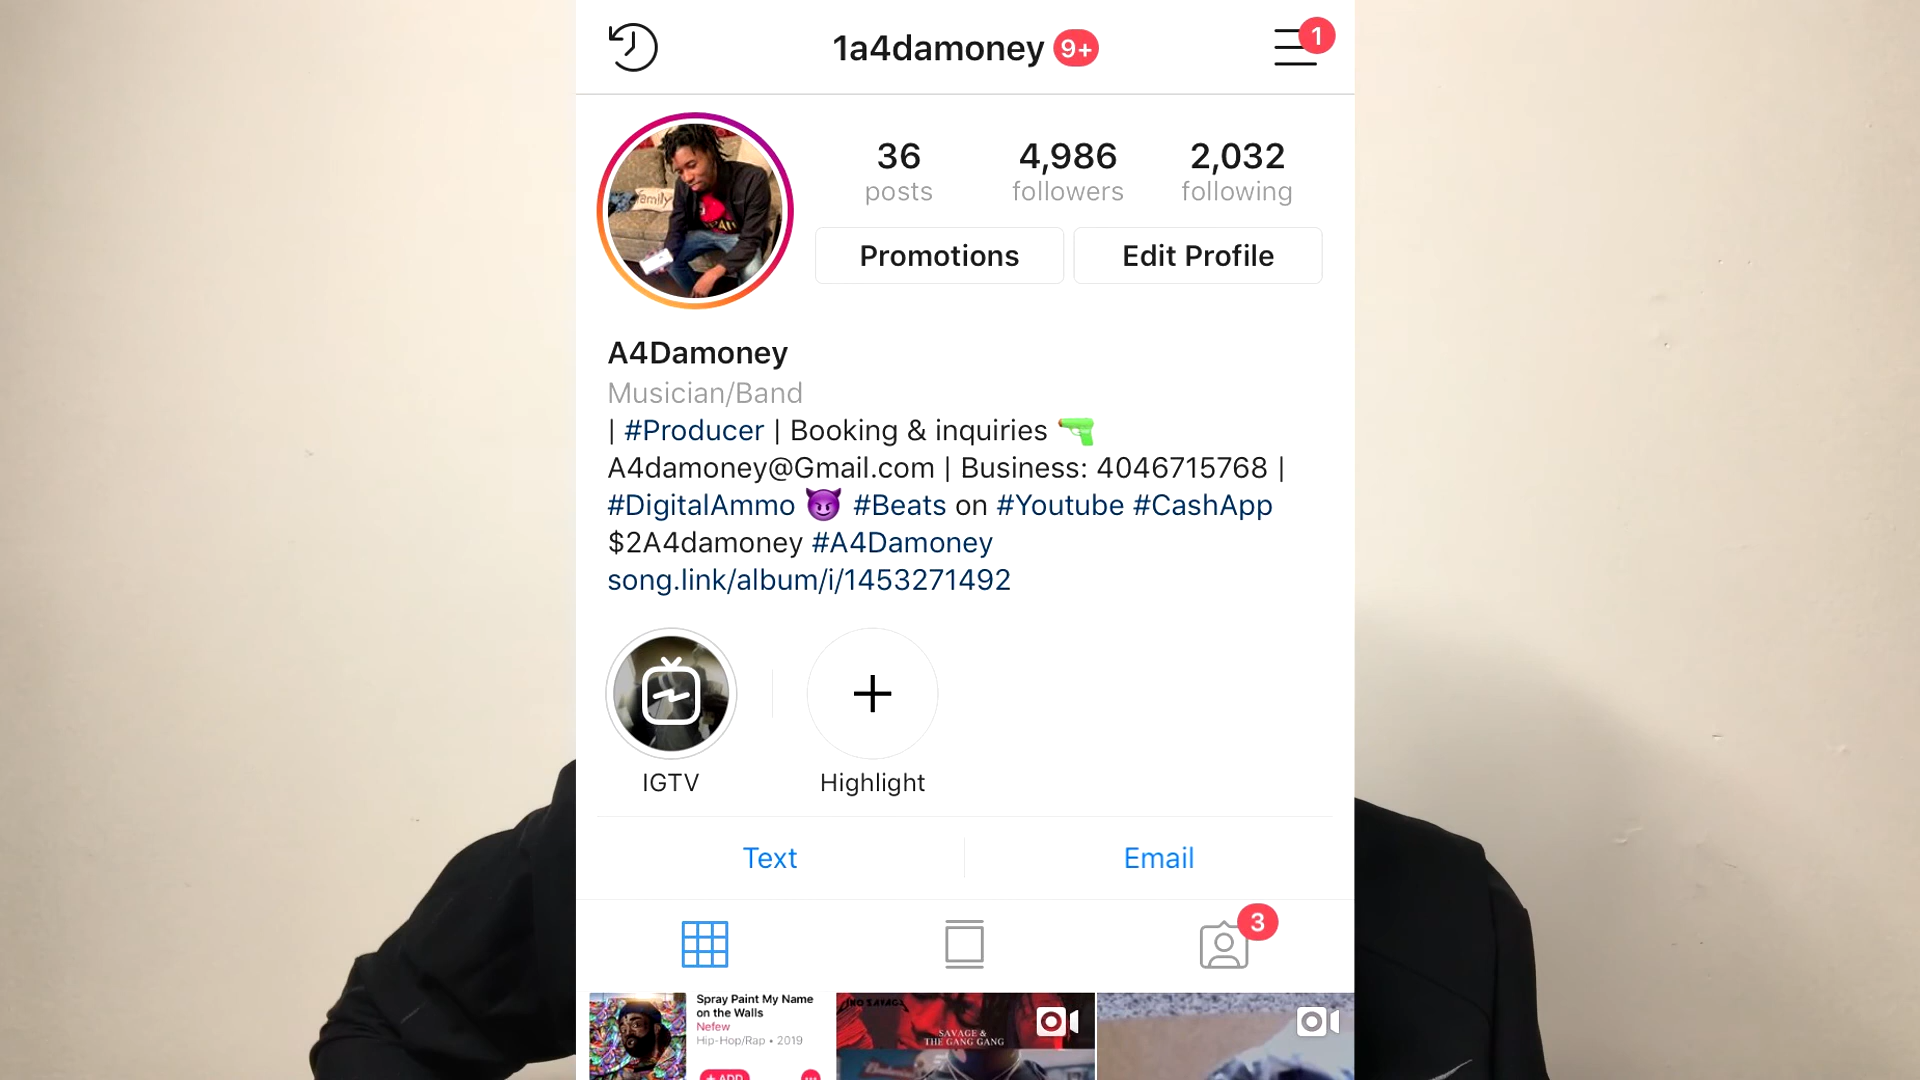 1a4damoney 9+
1
36 4,986 2,032
posts followers following
family
Promotions Edit Profile
A4Damoney
Musician/Band
| #Producer | Booking & inquiries
A4damoney@Gmail.com | Business: 4046715768 |
#DigitalAmmo #Beats on #Youtube #CashApp
$2A4damoney #A4Damoney
song.link/album/i/1453271492
IGTV Highlight
Text Email
3
Spray Paint My Name
on the Walls
Nefew
Hip-Hop/Rap • 2019
+ ADD
SAVAGE &
THE GANG GANG